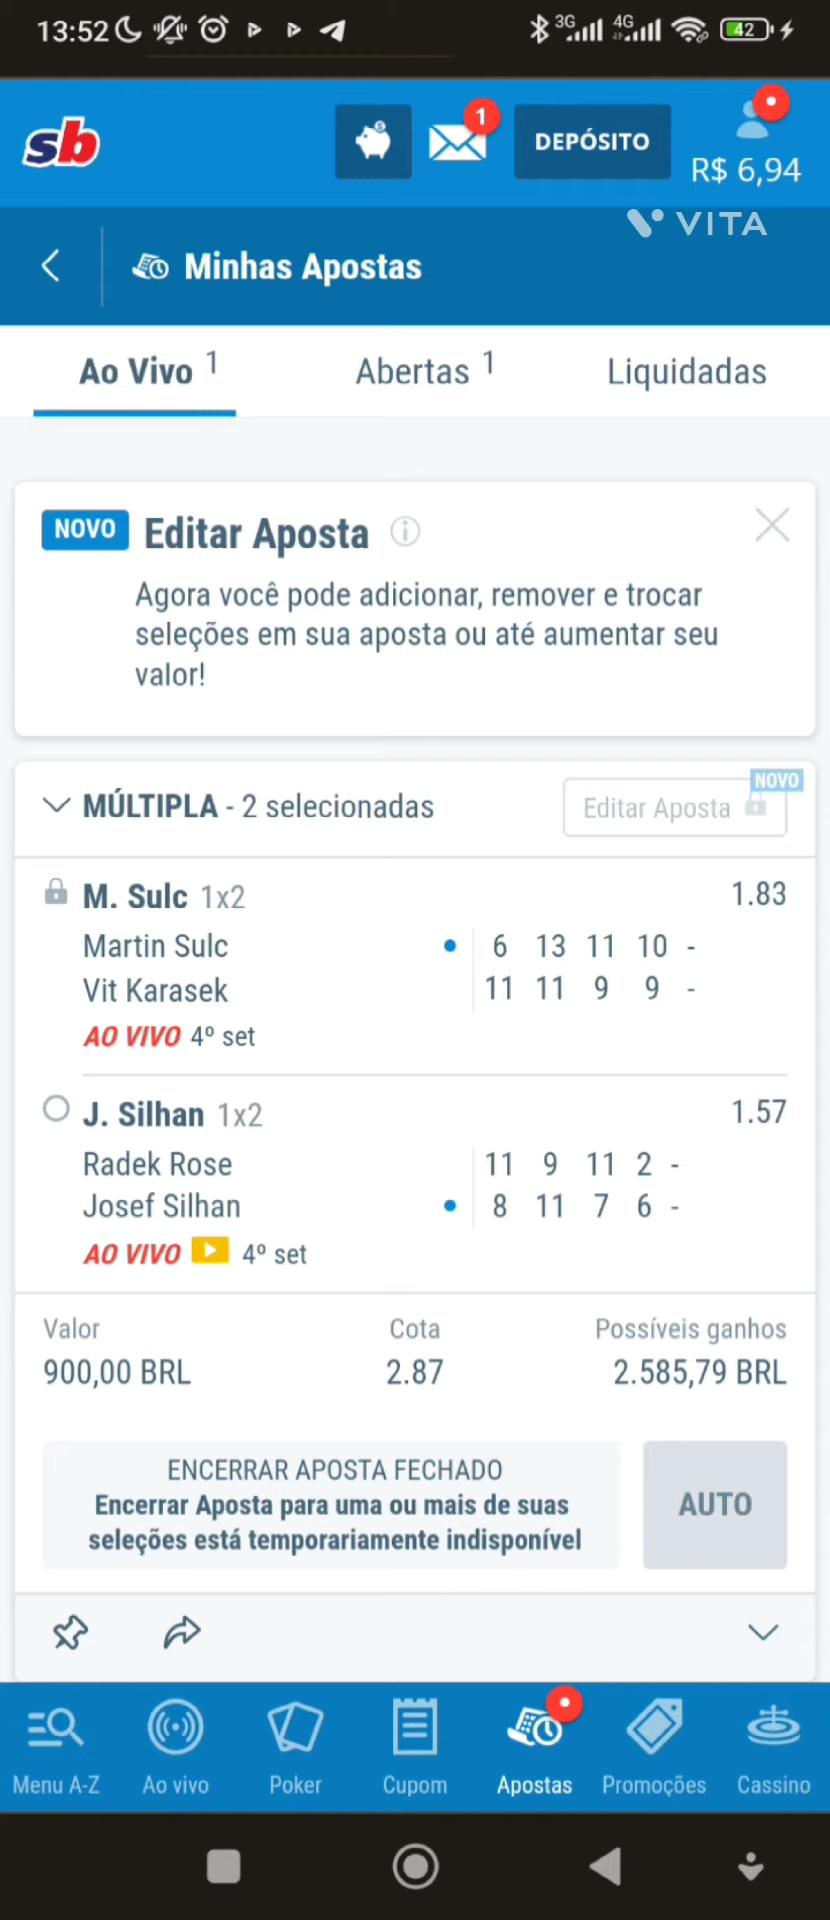 13:52 3G 4G 42
sb 1 DEPÓSITO
R$ 6,94
VITA
Minhas Apostas
Ao Vivo 1 Abertas 1 Liquidadas
NOVO Editar Aposta
Agora você pode adicionar, remover e trocar
seleções em sua aposta ou até aumentar seu
valor!
NOVO
MÚLTIPLA - 2 selecionadas Editar Aposta
M. Sulc 1x2 1.83
Martin Sulc 6 13 11 10 -
Vit Karasek 11 11 9 9 -
AO VIVO 4º set
J. Silhan 1x2 1.57
Radek Rose 11 9 11 2 -
Josef Silhan 8 11 7 6 -
AO VIVO 4º set
Valor Cota Possíveis ganhos
900,00 BRL 2.87 2.585,79 BRL
ENCERRAR APOSTA FECHADO
Encerrar Aposta para uma ou mais de suas
seleções está temporariamente indisponível
AUTO
Menu A-Z Ao vivo Poker Cupom Apostas Promoções Cassino